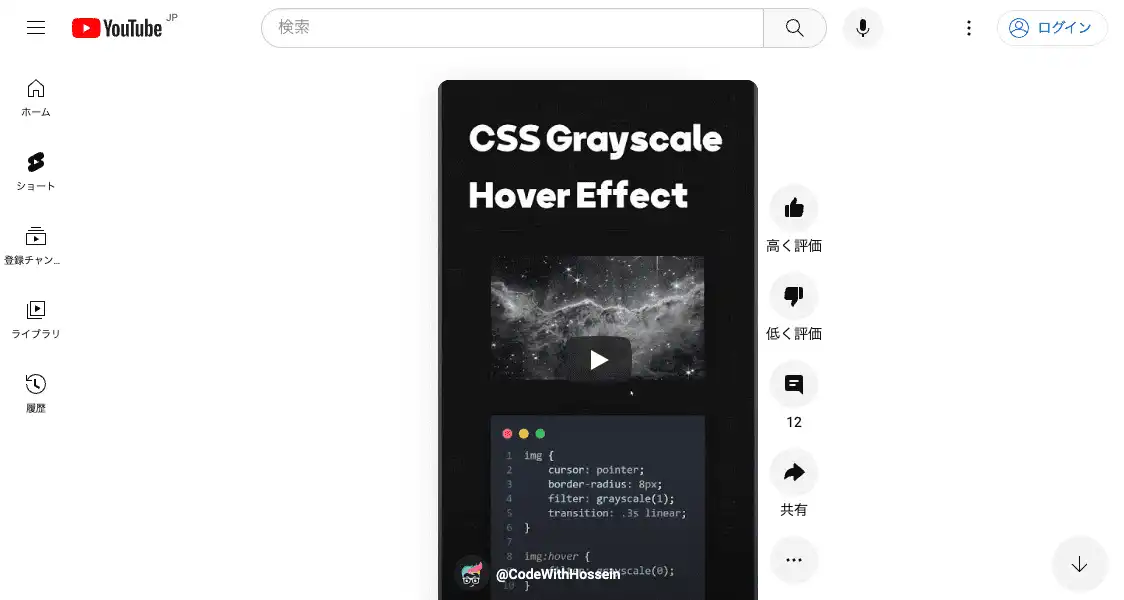 YouTube JP
検索
ログイン
ホーム
ショート
登録チャン...
ライブラリ
履歴
CSS Grayscale
Hover Effect
1 img {
2 cursor: pointer;
3 border-radius: 8px;
4 filter: grayscale(1);
5 transition: .3s linear;
6 }
7
8 img:hover {
filter: grayscale(0);
10 }
@CodeWithHossein
高く評価
低く評価
12
共有